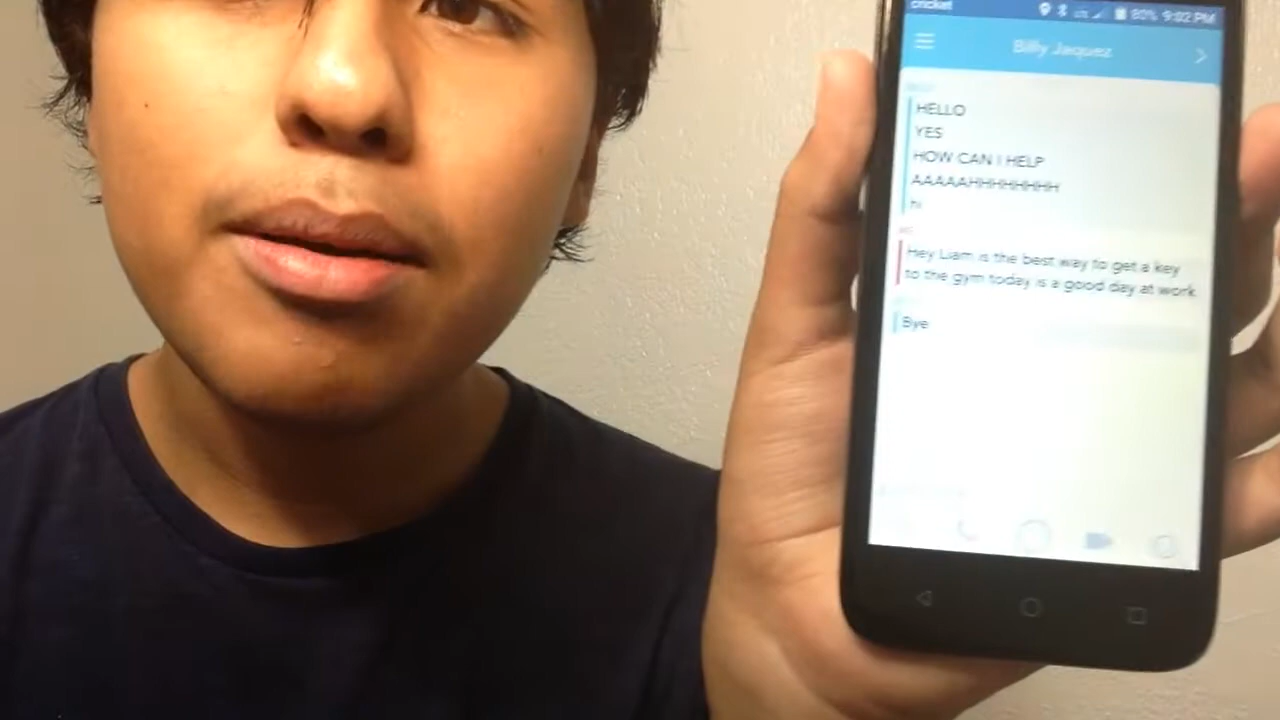 cricket 80% 9:02 PM
Billy Jaquez
HELLO
YES
HOW CAN I HELP
AAAAAHHHHHHHH
hi
ME
Hey Liam is the best way to get a key
to the gym today is a good day at work
Bye